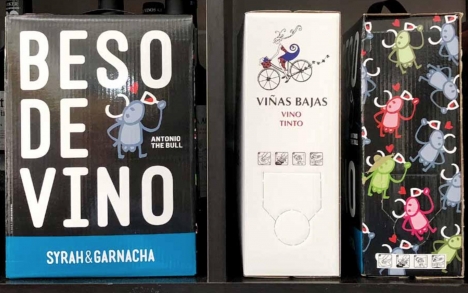 BESO
DE
ANTONIO
THE BULL
VINO
SYRAH&GARNACHA
VIÑAS BAJAS
VINO
TINTO